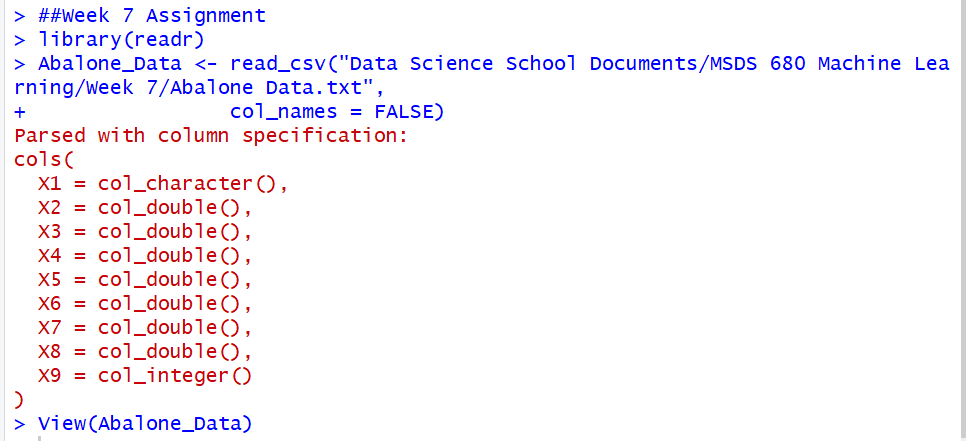 > ##Week 7 Assignment
> library(readr)
> Abalone_Data <- read_csv("Data Science School Documents/MSDS 680 Machine Lea
rning/Week 7/Abalone Data.txt",
+                 col_names = FALSE)
Parsed with column specification:
cols(
  X1 = col_character(),
  X2 = col_double(),
  X3 = col_double(),
  X4 = col_double(),
  X5 = col_double(),
  X6 = col_double(),
  X7 = col_double(),
  X8 = col_double(),
  X9 = col_integer()
)
> View(Abalone_Data)